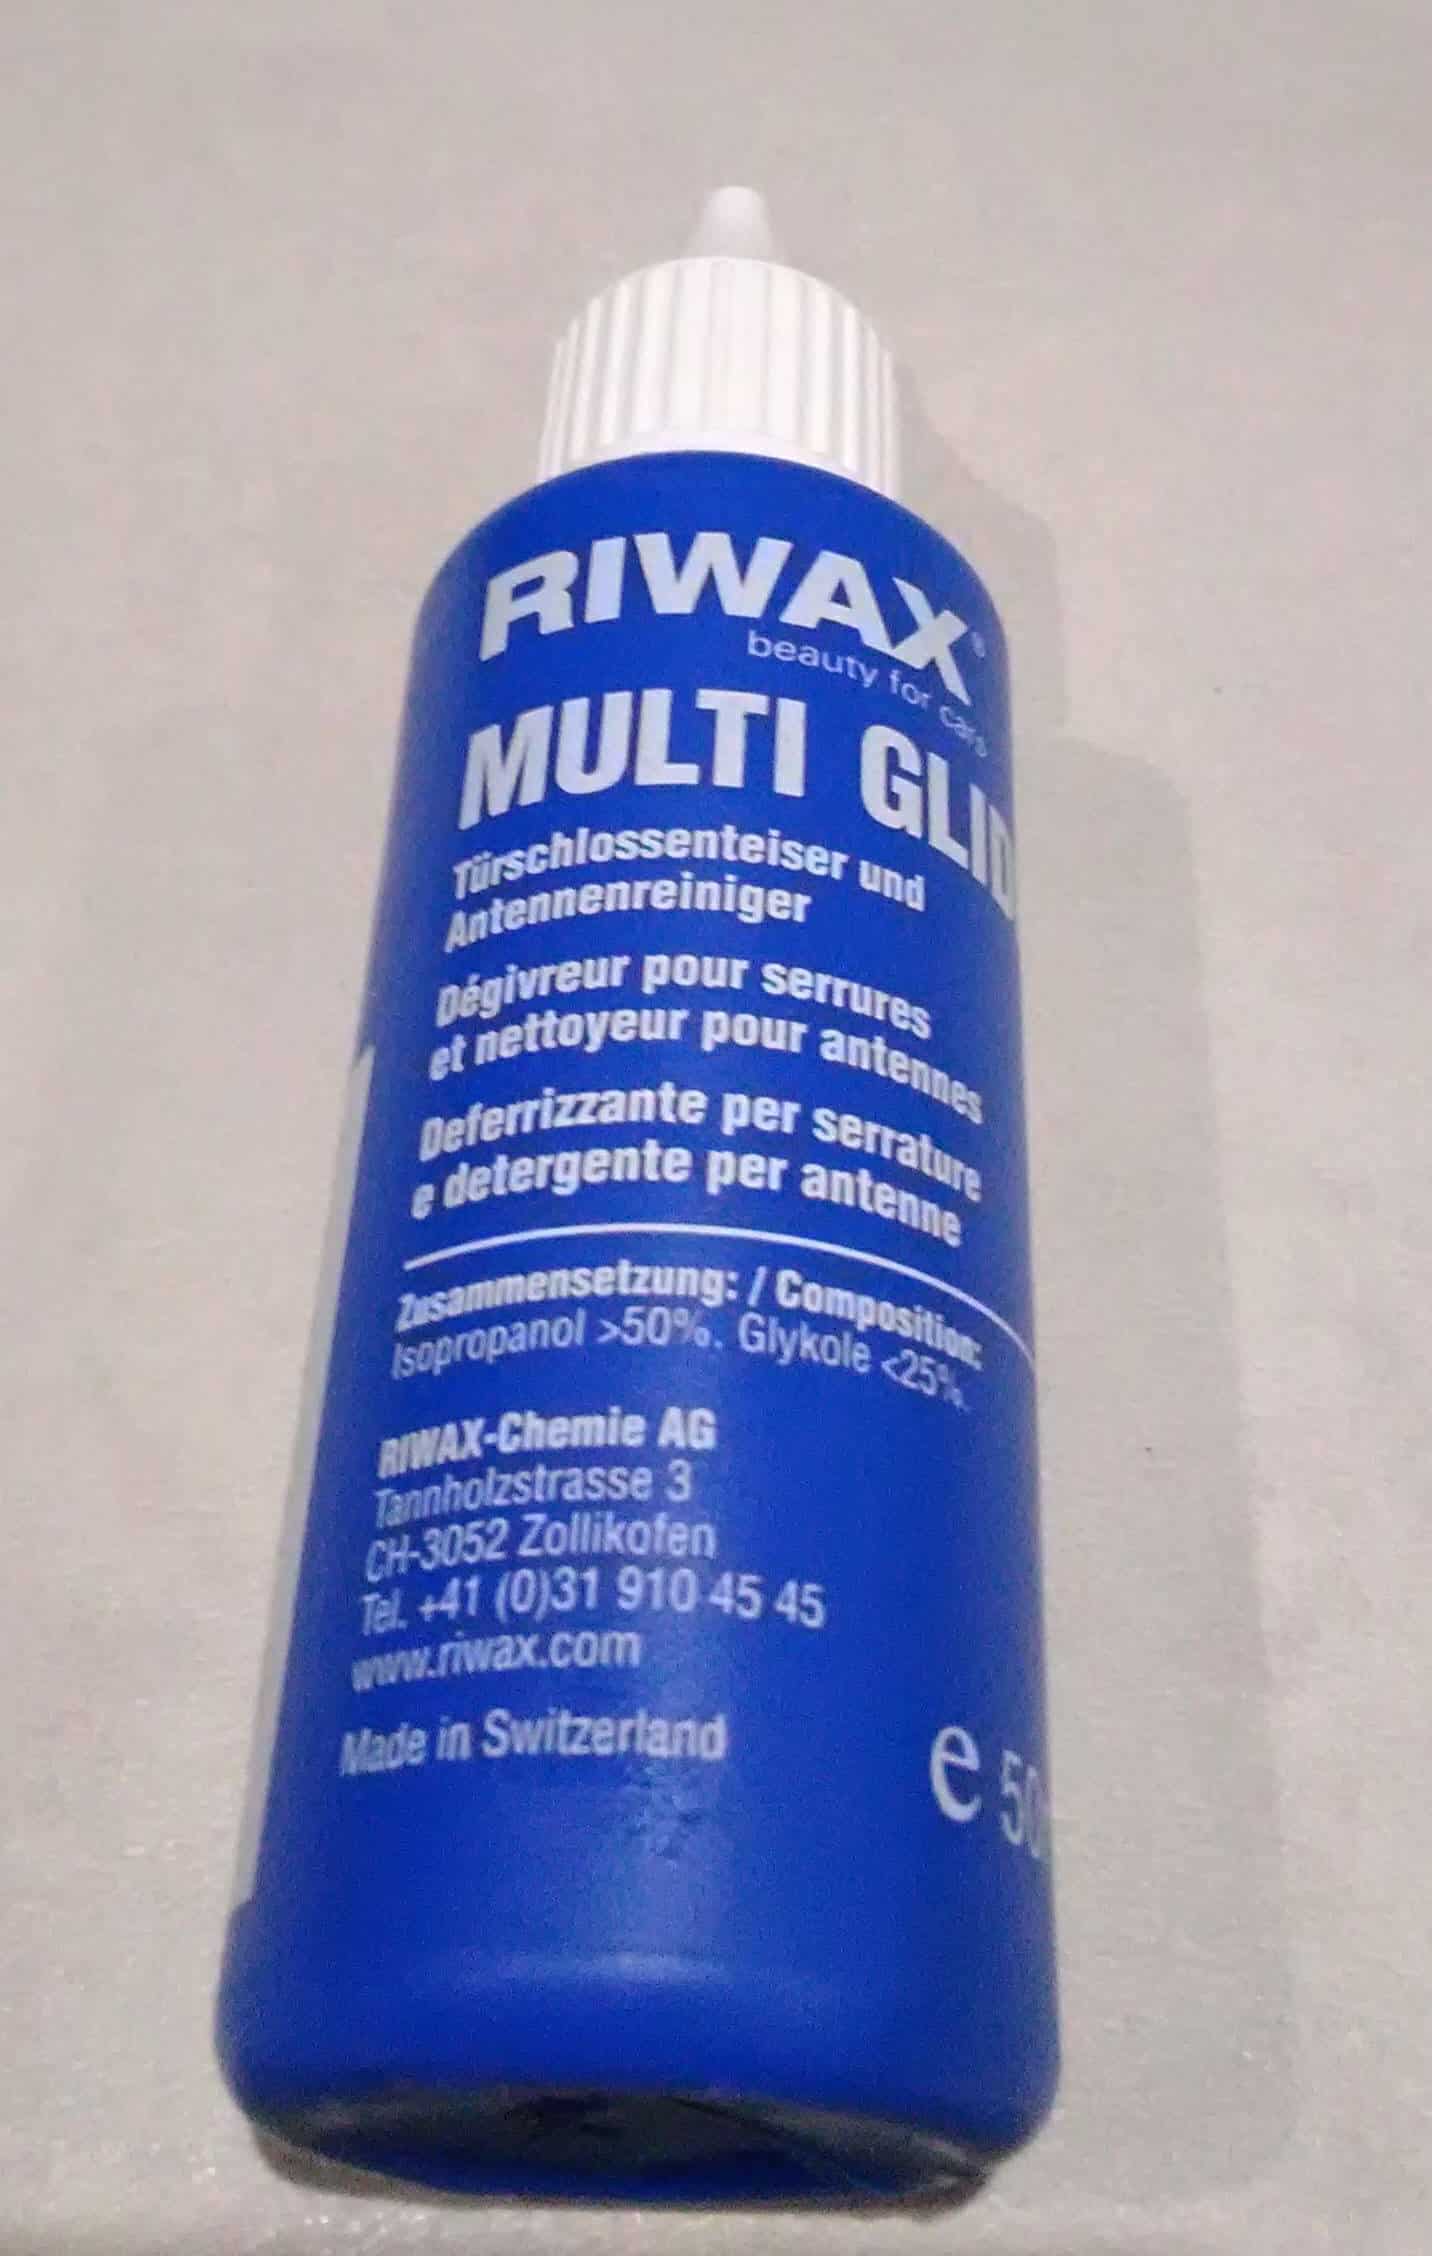 RIWAX®
beauty for cars
MULTI GLID
Türschlossenteiser und
Antennenreiniger
Dégivreur pour serrures
et nettoyeur pour antennes
Deferrizzante per serrature
e detergente per antenne
Zusammensetzung: / Composition:
Isopropanol >50%. Glykole <25%.
RIWAX-Chemie AG
Tannholzstrasse 3
CH-3052 Zollikofen
Tel. +41 (0)31 910 45 45
www.riwax.com
Made in Switzerland
e 50